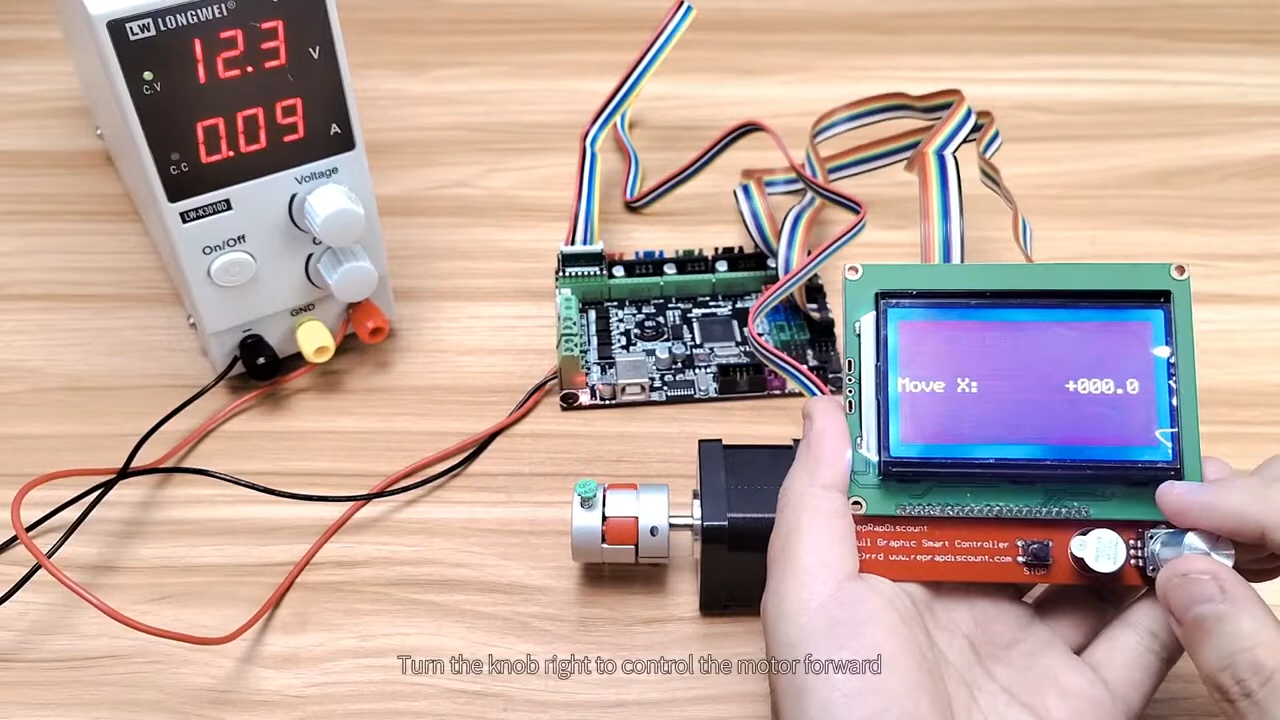 LW LONGWEI®
12.3 V
C.V
0.09 A
C.C
Voltage
LW-K3010D
On/Off
GND
Move X: +000.0
RepRapDiscount
Full Graphic Smart Controller
(c)rrd www.reprapdiscount.com
STOP
Turn the knob right to control the motor forward